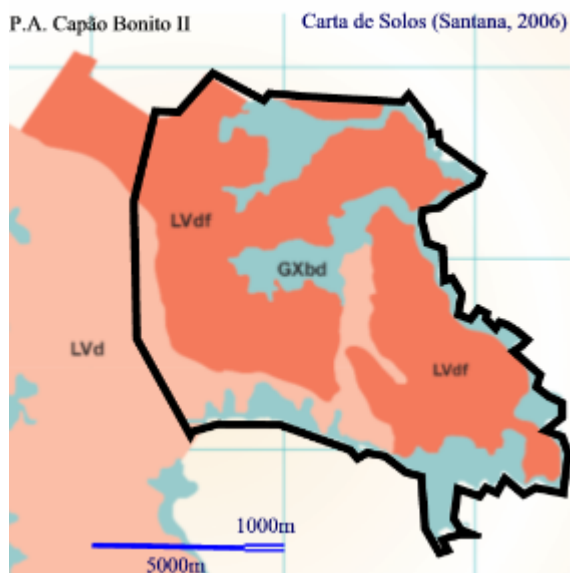 P.A. Capão Bonito II
Carta de Solos (Santana, 2006)
LVdf
GXbd
LVd
LVdf
1000m
5000m